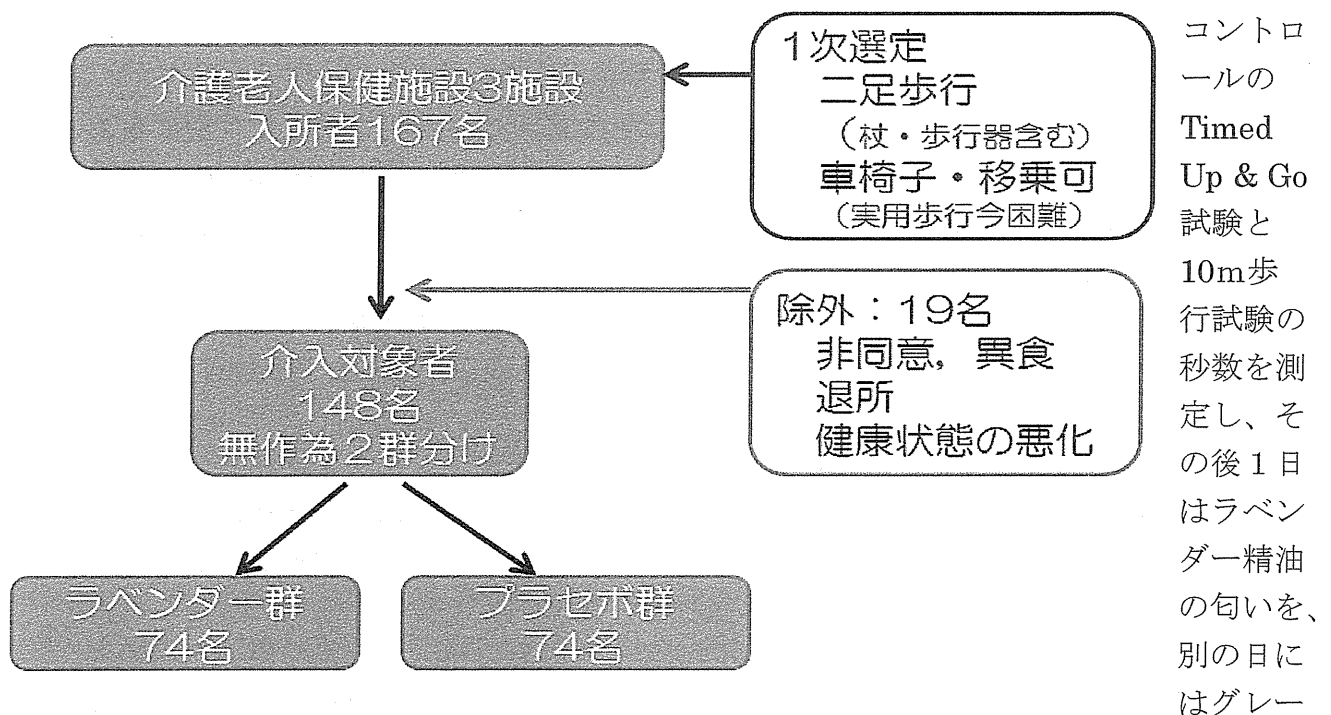 介護老人保健施設3施設
入所者167名
1次選定
二足歩行
(杖・歩行器含む)
車椅子・移乗可
(実用歩行今困難)
除外：19名
非同意，異食
退所
健康状態の悪化
介入対象者
148名
無作為2群分け
ラベンダー群
74名
プラセボ群
74名
コントロ
ールの
Timed
Up & Go
試験と
10m歩
行試験の
秒数を測
定し、そ
の後１日
はラベン
ダー精油
の匂いを、
別の日に
はグレー